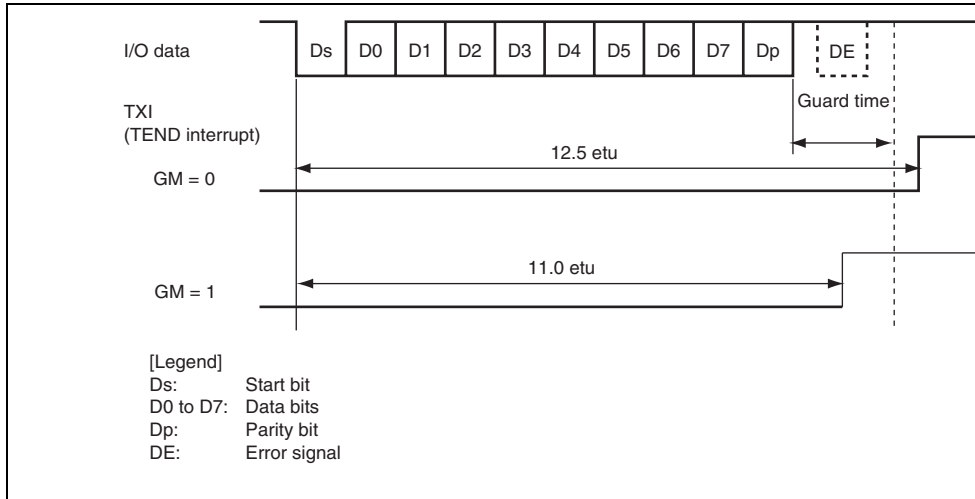 I/O data
Ds D0 D1 D2 D3 D4 D5 D6 D7 Dp DE
Guard time
TXI
(TEND interrupt)
12.5 etu
GM = 0
11.0 etu
GM = 1
[Legend]
Ds: Start bit
D0 to D7: Data bits
Dp: Parity bit
DE: Error signal